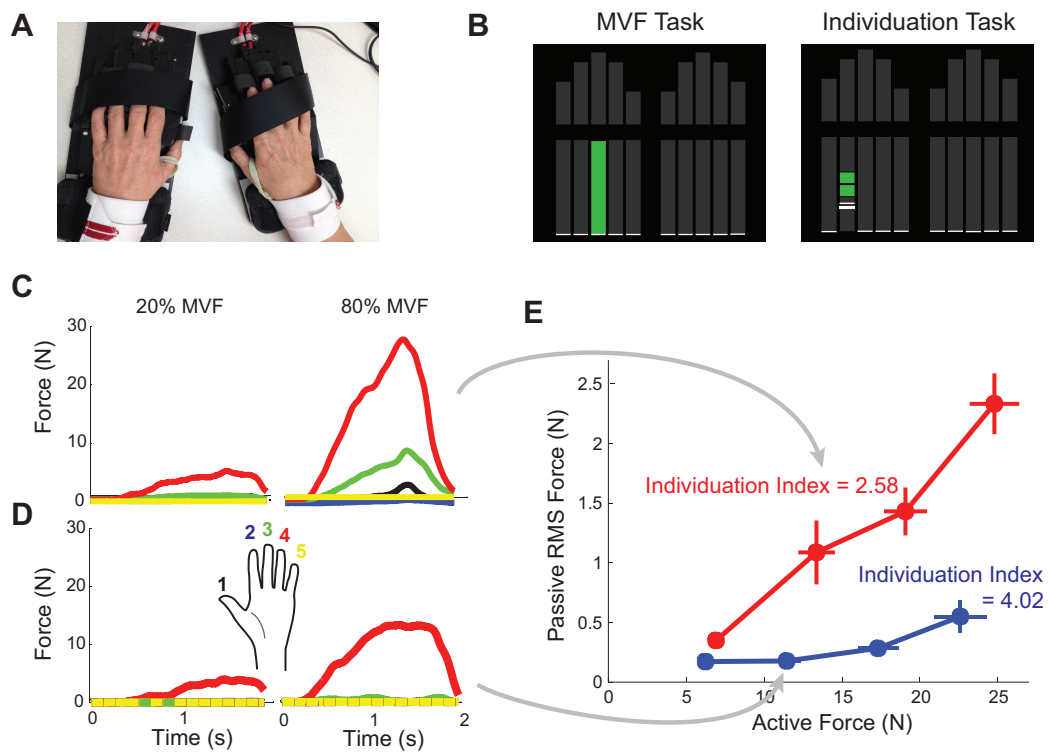 A
B
MVF Task
Individuation Task
C
20% MVF
80% MVF
Force (N)
30
20
10
0
D
Force (N)
30
20
10
0
1
2
3
4
5
0
1
0
1
2
Time (s)
Time (s)
E
Passive RMS Force (N)
2.5
2
1.5
1
0.5
0
Individuation Index = 2.58
Individuation Index
= 4.02
0
5
10
15
20
25
Active Force (N)